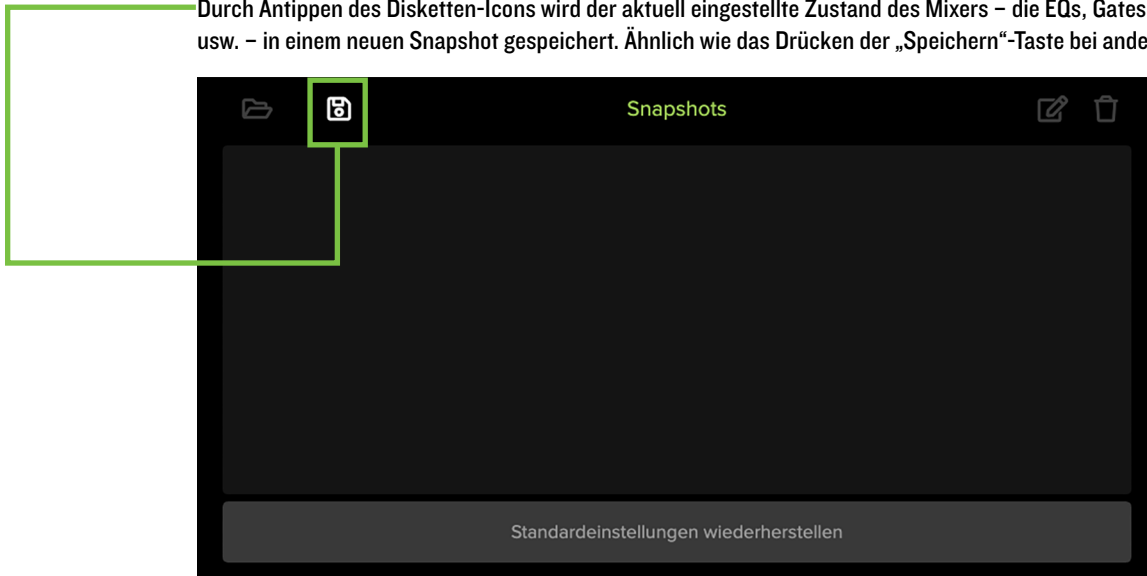 Durch Antippen des Disketten-Icons wird der aktuell eingestellte Zustand des Mixers – die EQs, Gates
usw. – in einem neuen Snapshot gespeichert. Ähnlich wie das Drücken der „Speichern“-Taste bei ande
Snapshots
Standardeinstellungen wiederherstellen